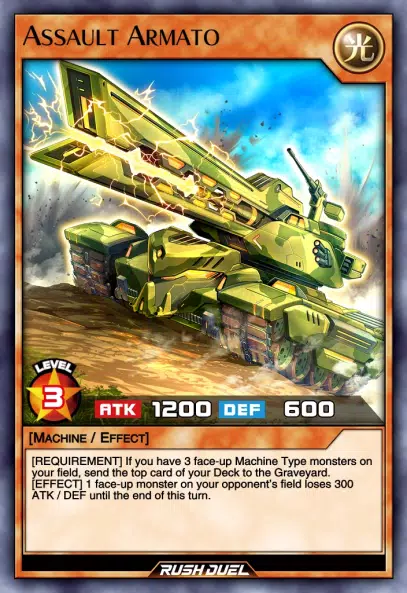 Assault Armato
光
LEVEL
3
ATK 1200 DEF 600
[Machine / Effect]
[REQUIREMENT] If you have 3 face-up Machine Type monsters on
your field, send the top card of your Deck to the Graveyard.
[EFFECT] 1 face-up monster on your opponent's field loses 300
ATK / DEF until the end of this turn.
RUSH DUEL